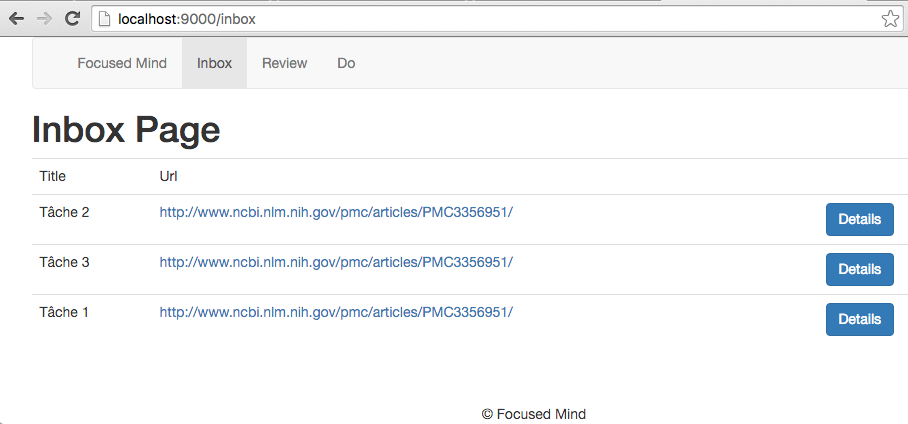 localhost:9000/inbox
Focused Mind Inbox Review Do
Inbox Page
Title Url
Tâche 2 http://www.ncbi.nlm.nih.gov/pmc/articles/PMC3356951/ Details
Tâche 3 http://www.ncbi.nlm.nih.gov/pmc/articles/PMC3356951/ Details
Tâche 1 http://www.ncbi.nlm.nih.gov/pmc/articles/PMC3356951/ Details
© Focused Mind